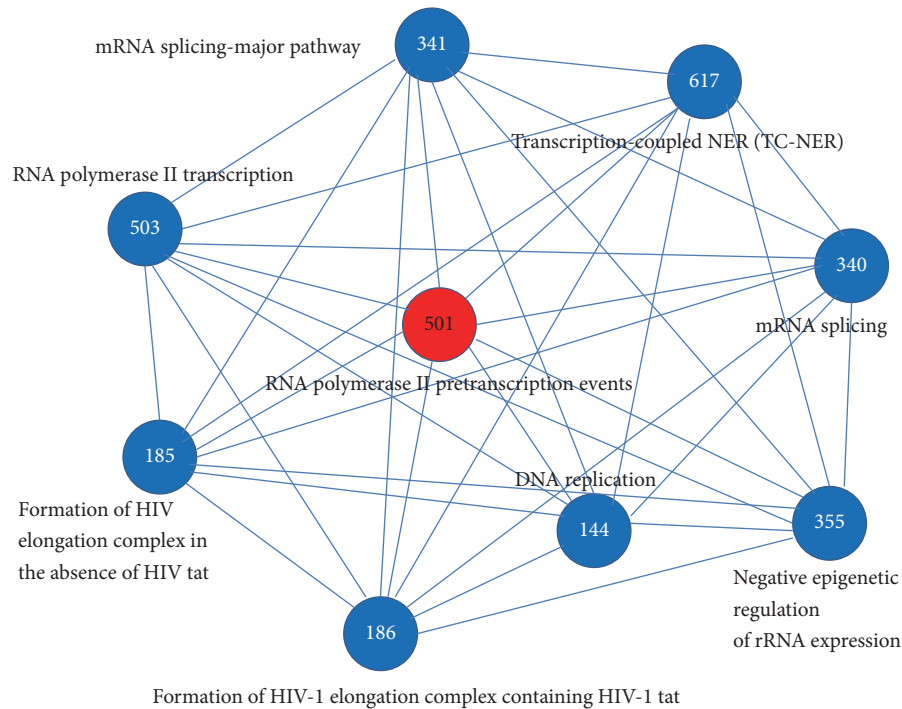 341
mRNA splicing-major pathway
617
Transcription-coupled NER (TC-NER)
RNA polymerase II transcription
503
340
mRNA splicing
501
RNA polymerase II pretranscription events
185
Formation of HIV
elongation complex in
the absence of HIV tat
DNA replication
144
355
Negative epigenetic
regulation
of rRNA expression
186
Formation of HIV-1 elongation complex containing HIV-1 tat